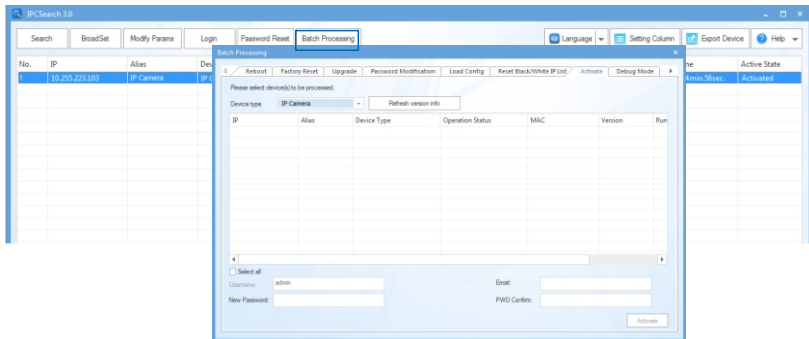 IPCSearch 3.0
Search BroadSet Modify Params Login Password Reset Batch Processing Language Setting Column Export Device Help
Batch Processing
No. IP Alias Active State
1 10.255.223.103 IP Camera 4min,56sec. Activated
Reboot Factory Reset Upgrade Password Modification Load Config Reset Black/White IP List Activate Debug Mode
Please select device(s) to be processed.
Device type IP Camera Refresh version info
IP Alias Device Type Operation Status MAC Version Run
Select all
Username: admin Email:
New Password: PWD Confirm:
Activate